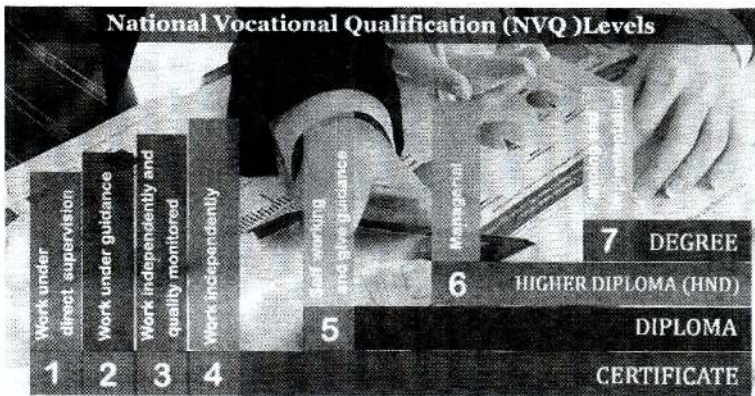 National Vocational Qualification (NVQ )Levels
Work under
direct supervision
Work under guidance
Work independently and
quality monitored
Work independently
Self working
and give guidance
Managerial
7 DEGREE
6 HIGHER DIPLOMA (HND)
5 DIPLOMA
1 2 3 4 CERTIFICATE